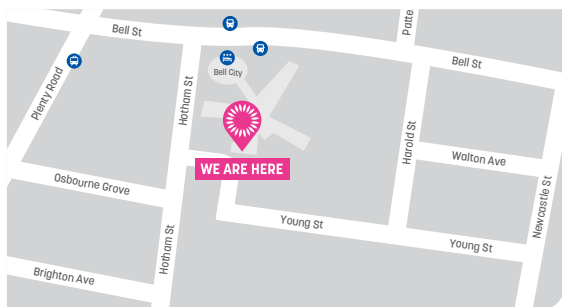 Bell St
Patte
Bell St
Plenty Road
Bell City
Hotham St
Harold St
Walton Ave
WE ARE HERE
Osbourne Grove
Newcastle St
Young St
Young St
Hotham St
Brighton Ave